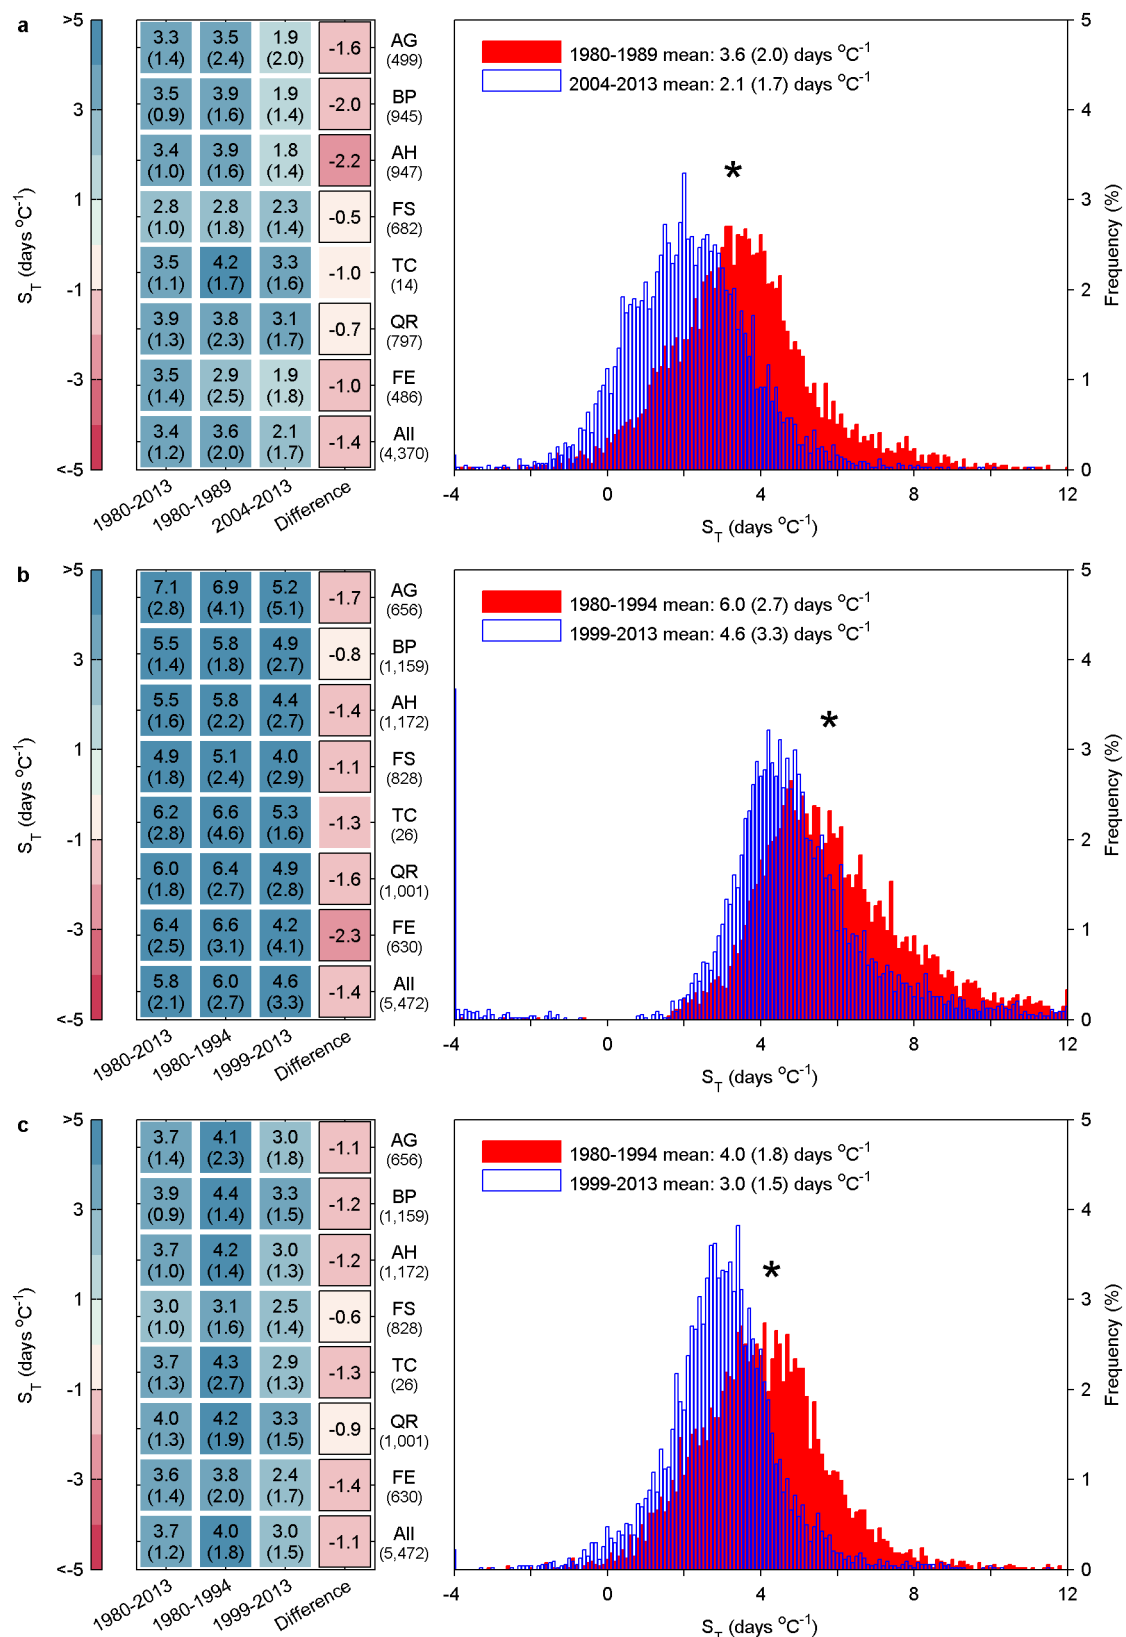 a
>5
3
1
-1
-3
<-5
S_T (days °C⁻¹)
3.3 3.5 1.9 -1.6 AG
(1.4) (2.4) (2.0) (499)
3.5 3.9 1.9 -2.0 BP
(0.9) (1.6) (1.4) (945)
3.4 3.9 1.8 -2.2 AH
(1.0) (1.6) (1.4) (947)
2.8 2.8 2.3 -0.5 FS
(1.0) (1.8) (1.4) (682)
3.5 4.2 3.3 -1.0 TC
(1.1) (1.7) (1.6) (14)
3.9 3.8 3.1 -0.7 QR
(1.3) (2.3) (1.7) (797)
3.5 2.9 1.9 -1.0 FE
(1.4) (2.5) (1.8) (486)
3.4 3.6 2.1 -1.4 All
(1.2) (2.0) (1.7) (4,370)
1980-2013 1980-1989 2004-2013 Difference
1980-1989 mean: 3.6 (2.0) days °C⁻¹
2004-2013 mean: 2.1 (1.7) days °C⁻¹
*
5
4
3
2
1
0
Frequency (%)
-4 0 4 8 12
S_T (days °C⁻¹)
b
>5
3
1
-1
-3
<-5
S_T (days °C⁻¹)
7.1 6.9 5.2 -1.7 AG
(2.8) (4.1) (5.1) (656)
5.5 5.8 4.9 -0.8 BP
(1.4) (1.8) (2.7) (1,159)
5.5 5.8 4.4 -1.4 AH
(1.6) (2.2) (2.7) (1,172)
4.9 5.1 4.0 -1.1 FS
(1.8) (2.4) (2.9) (828)
6.2 6.6 5.3 -1.3 TC
(2.8) (4.6) (1.6) (26)
6.0 6.4 4.9 -1.6 QR
(1.8) (2.7) (2.8) (1,001)
6.4 6.6 4.2 -2.3 FE
(2.5) (3.1) (4.1) (630)
5.8 6.0 4.6 -1.4 All
(2.1) (2.7) (3.3) (5,472)
1980-2013 1980-1994 1999-2013 Difference
1980-1994 mean: 6.0 (2.7) days °C⁻¹
1999-2013 mean: 4.6 (3.3) days °C⁻¹
*
5
4
3
2
1
0
Frequency (%)
-4 0 4 8 12
S_T (days °C⁻¹)
c
>5
3
1
-1
-3
<-5
S_T (days °C⁻¹)
3.7 4.1 3.0 -1.1 AG
(1.4) (2.3) (1.8) (656)
3.9 4.4 3.3 -1.2 BP
(0.9) (1.4) (1.5) (1,159)
3.7 4.2 3.0 -1.2 AH
(1.0) (1.4) (1.3) (1,172)
3.0 3.1 2.5 -0.6 FS
(1.0) (1.6) (1.4) (828)
3.7 4.3 2.9 -1.3 TC
(1.3) (2.7) (1.3) (26)
4.0 4.2 3.3 -0.9 QR
(1.3) (1.9) (1.5) (1,001)
3.6 3.8 2.4 -1.4 FE
(1.4) (2.0) (1.7) (630)
3.7 4.0 3.0 -1.1 All
(1.2) (1.8) (1.5) (5,472)
1980-2013 1980-1994 1999-2013 Difference
1980-1994 mean: 4.0 (1.8) days °C⁻¹
1999-2013 mean: 3.0 (1.5) days °C⁻¹
*
5
4
3
2
1
0
Frequency (%)
-4 0 4 8 12
S_T (days °C⁻¹)